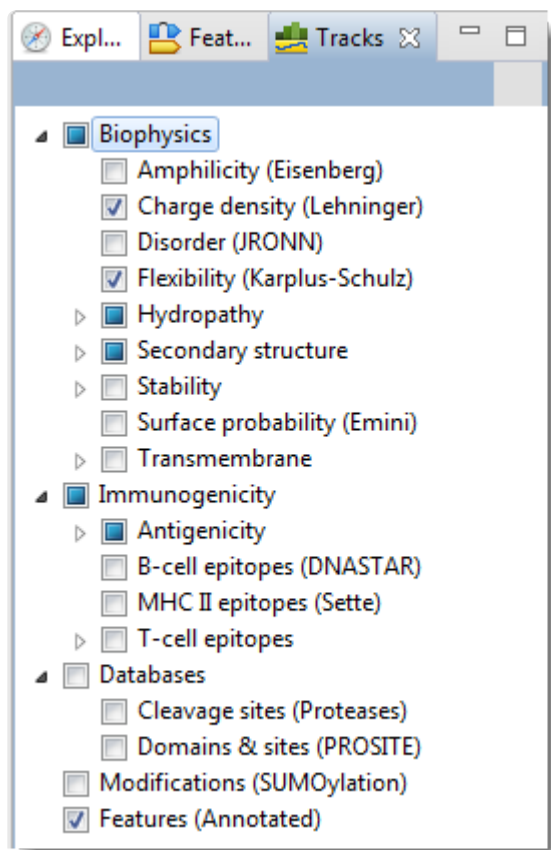 Expl... Feat... Tracks
Biophysics
Amphilicity (Eisenberg)
Charge density (Lehninger)
Disorder (JRONN)
Flexibility (Karplus-Schulz)
Hydropathy
Secondary structure
Stability
Surface probability (Emini)
Transmembrane
Immunogenicity
Antigenicity
B-cell epitopes (DNASTAR)
MHC II epitopes (Sette)
T-cell epitopes
Databases
Cleavage sites (Proteases)
Domains & sites (PROSITE)
Modifications (SUMOylation)
Features (Annotated)